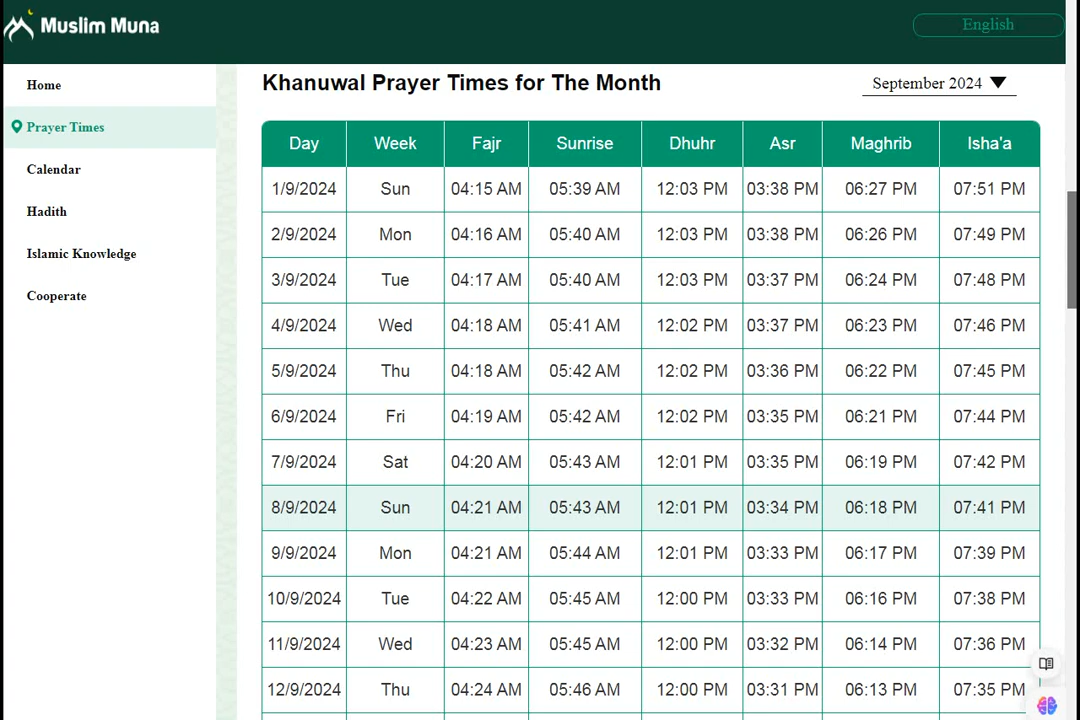 Muslim Muna
English
Home
Prayer Times
Calendar
Hadith
Islamic Knowledge
Cooperate
Khanuwal Prayer Times for The Month
September 2024
Day Week Fajr Sunrise Dhuhr Asr Maghrib Isha'a
1/9/2024 Sun 04:15 AM 05:39 AM 12:03 PM 03:38 PM 06:27 PM 07:51 PM
2/9/2024 Mon 04:16 AM 05:40 AM 12:03 PM 03:38 PM 06:26 PM 07:49 PM
3/9/2024 Tue 04:17 AM 05:40 AM 12:03 PM 03:37 PM 06:24 PM 07:48 PM
4/9/2024 Wed 04:18 AM 05:41 AM 12:02 PM 03:37 PM 06:23 PM 07:46 PM
5/9/2024 Thu 04:18 AM 05:42 AM 12:02 PM 03:36 PM 06:22 PM 07:45 PM
6/9/2024 Fri 04:19 AM 05:42 AM 12:02 PM 03:35 PM 06:21 PM 07:44 PM
7/9/2024 Sat 04:20 AM 05:43 AM 12:01 PM 03:35 PM 06:19 PM 07:42 PM
8/9/2024 Sun 04:21 AM 05:43 AM 12:01 PM 03:34 PM 06:18 PM 07:41 PM
9/9/2024 Mon 04:21 AM 05:44 AM 12:01 PM 03:33 PM 06:17 PM 07:39 PM
10/9/2024 Tue 04:22 AM 05:45 AM 12:00 PM 03:33 PM 06:16 PM 07:38 PM
11/9/2024 Wed 04:23 AM 05:45 AM 12:00 PM 03:32 PM 06:14 PM 07:36 PM
12/9/2024 Thu 04:24 AM 05:46 AM 12:00 PM 03:31 PM 06:13 PM 07:35 PM